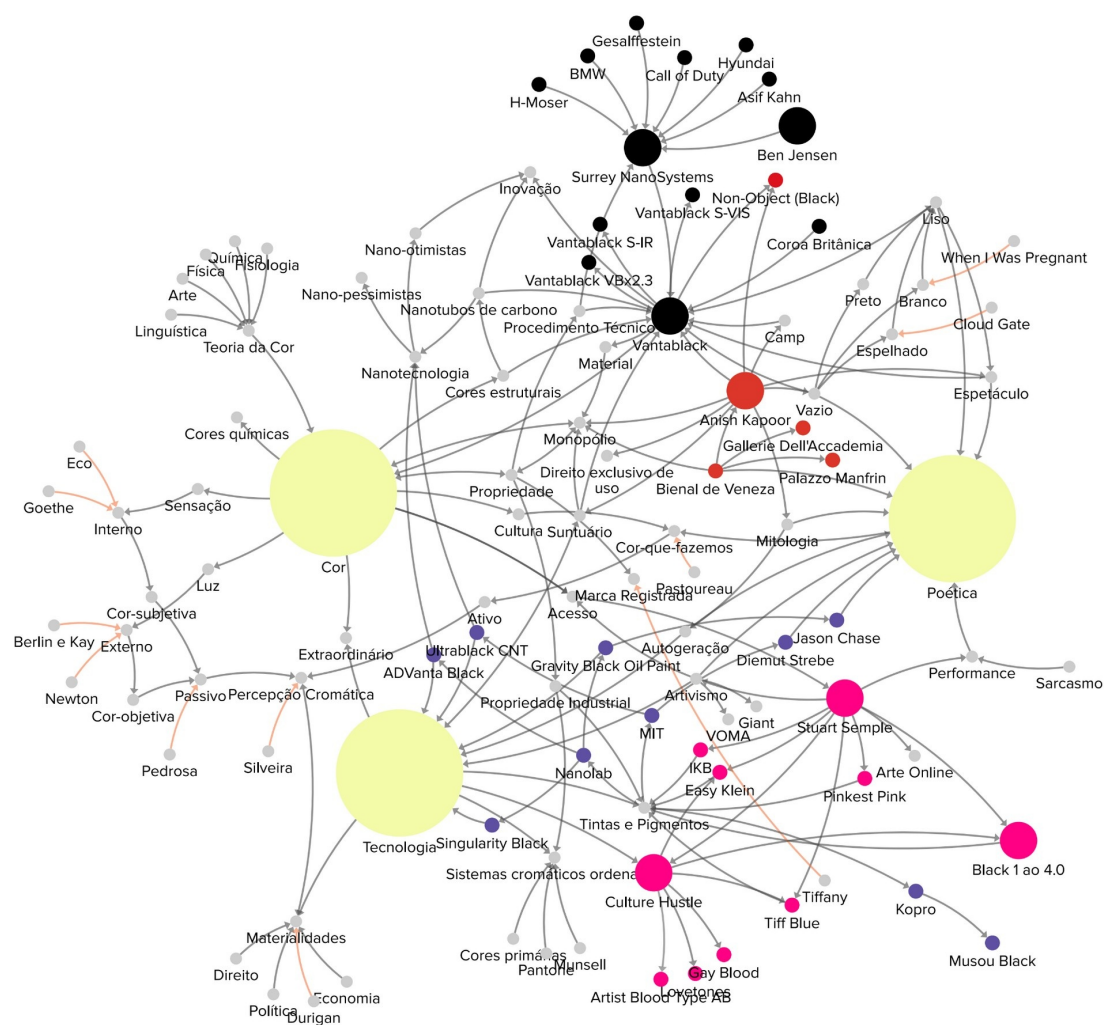 Gesalffestein
Hyundai
BMW
Call of Duty
H-Moser
Asif Kahn
Ben Jensen
Surrey NanoSystems
Inovação
Non-Object (Black)
Vantablack S-VIS
Liso
Vantablack S-IR
Coroa Britânica
Nano-otimistas
Química
Física
Fisiologia
When I Was Pregnant
Arte
Vantablack VBx2.3
Nano-pessimistas
Preto
Branco
Nanotubos de carbono
Linguística
Procedimento Técnico
Cloud Gate
Teoria da Cor
Vantablack
Camp
Espelhado
Material
Nanotecnologia
Cores estruturais
Espetáculo
Vazio
Anish Kapoor
Cores químicas
Monopólio
Gallerie Dell'Accademia
Eco
Direito exclusivo de
uso
Palazzo Manfrin
Propriedade
Bienal de Veneza
Goethe
Sensação
Interno
Cultura
Suntuário
Mitologia
Cor-que-fazemos
Cor
Luz
Pastoureau
Poética
Marca Registrada
Cor-subjetiva
Acesso
Ativo
Berlin e Kay
Externo
Jason Chase
Extraordinário
Ultrablack CNT
Autogeração
Gravity Black Oil Paint
Diemut Strebe
ADVanta Black
Performance
Sarcasmo
Newton
Passivo
Percepção Cromática
Artivismo
Propriedade Industrial
Cor-objetiva
Giant
Stuart Semple
MIT
VOMA
Silveira
Pedrosa
IKB
Arte Online
Nanolab
Easy Klein
Pinkest Pink
Tintas e Pigmentos
Singularity Black
Tecnologia
Black 1 ao 4.0
Sistemas cromáticos ordena
Tiffany
Culture Hustle
Kopro
Tiff Blue
Materialidades
Cores primárias
Munsell
Pantone
Musou Black
Direito
Gay Blood
Lovetones
Artist Blood Type AB
Economia
Política
Durigan